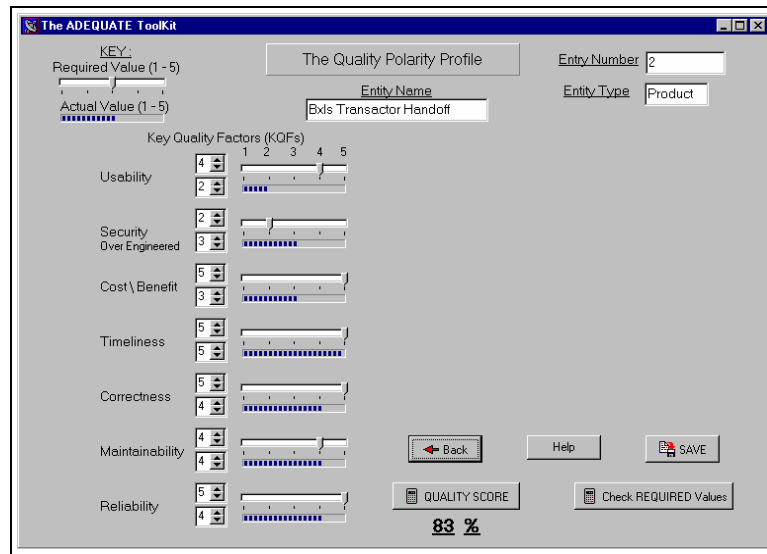 The ADEQUATE ToolKit
KEY:
Required Value (1 - 5)
Actual Value (1 - 5)
The Quality Polarity Profile
Entity Name
Bxls Transactor Handoff
Entry Number 2
Entity Type Product
Key Quality Factors (KQFs)
1 2 3 4 5
Usability 4
2
Security 2
Over Engineered 3
Cost\Benefit 5
3
Timeliness 5
5
Correctness 5
4
Maintainability 4
4
Reliability 5
4
Back
Help
SAVE
QUALITY SCORE
Check REQUIRED Values
83 %